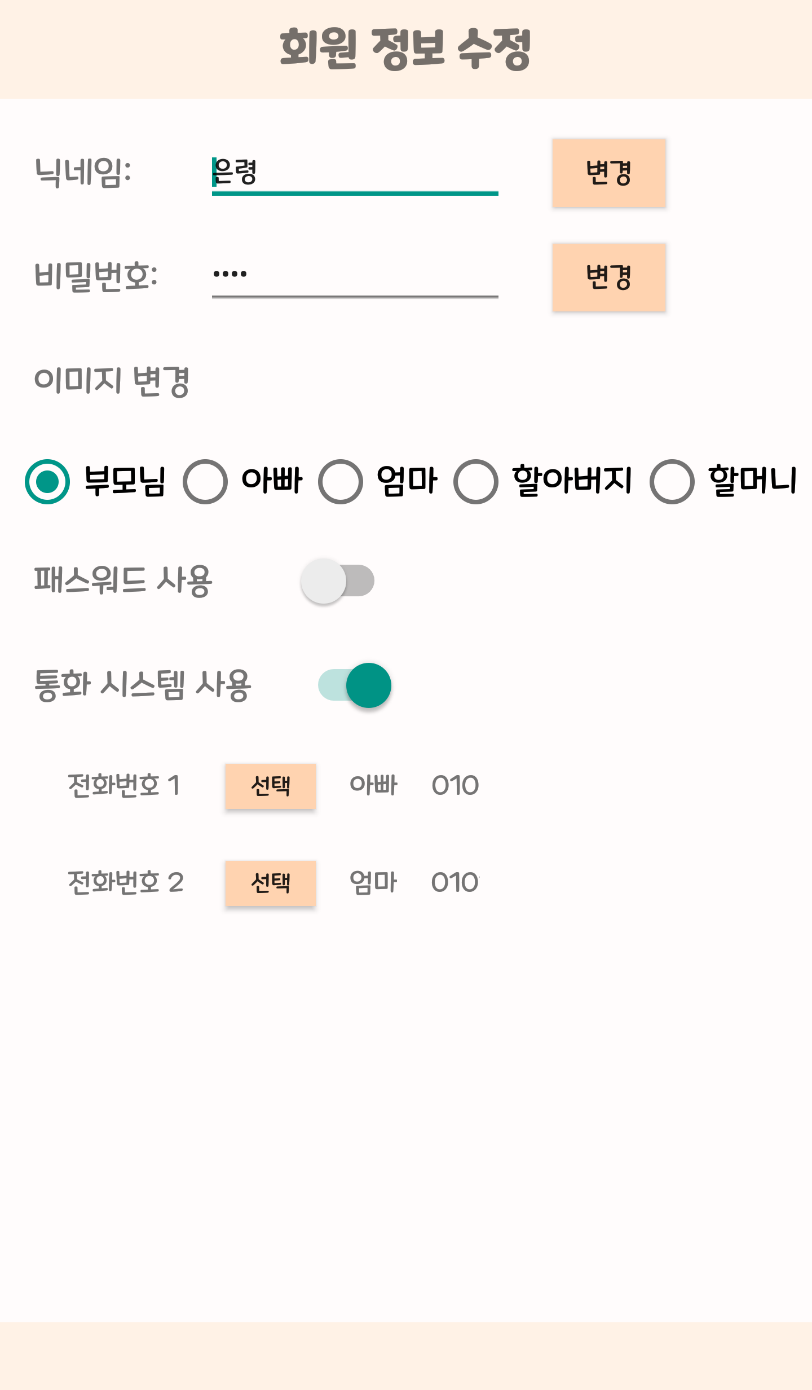 회원 정보 수정
닉네임: 은령 변경
비밀번호: •••• 변경
이미지 변경
부모님 아빠 엄마 할아버지 할머니
패스워드 사용
통화 시스템 사용
전화번호 1 선택 아빠 010
전화번호 2 선택 엄마 010